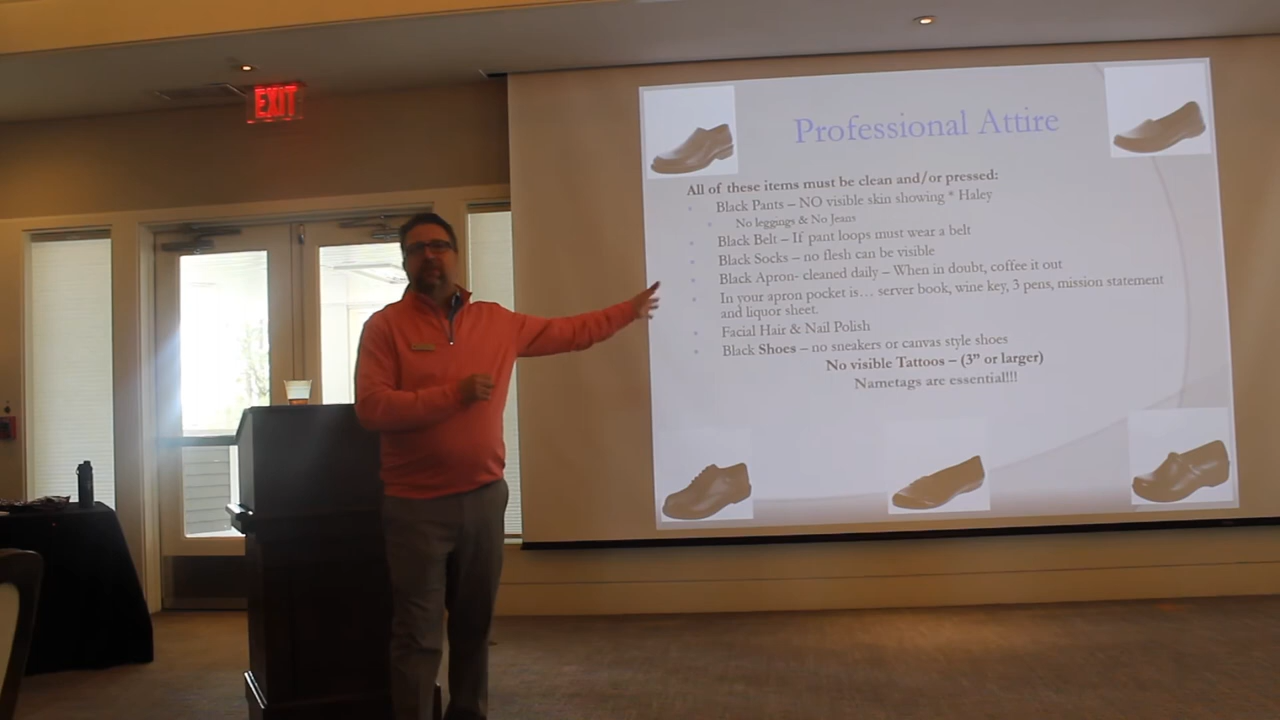 EXIT
Professional Attire
All of these items must be clean and/or pressed:
Black Pants – NO visible skin showing * Haley
No leggings & No Jeans
Black Belt – If pant loops must wear a belt
Black Socks – no flesh can be visible
Black Apron- cleaned daily – When in doubt, coffee it out
In your apron pocket is… server book, wine key, 3 pens, mission statement
and liquor sheet.
Facial Hair & Nail Polish
Black Shoes – no sneakers or canvas style shoes
No visible Tattoos – (3” or larger)
Nametags are essential!!!